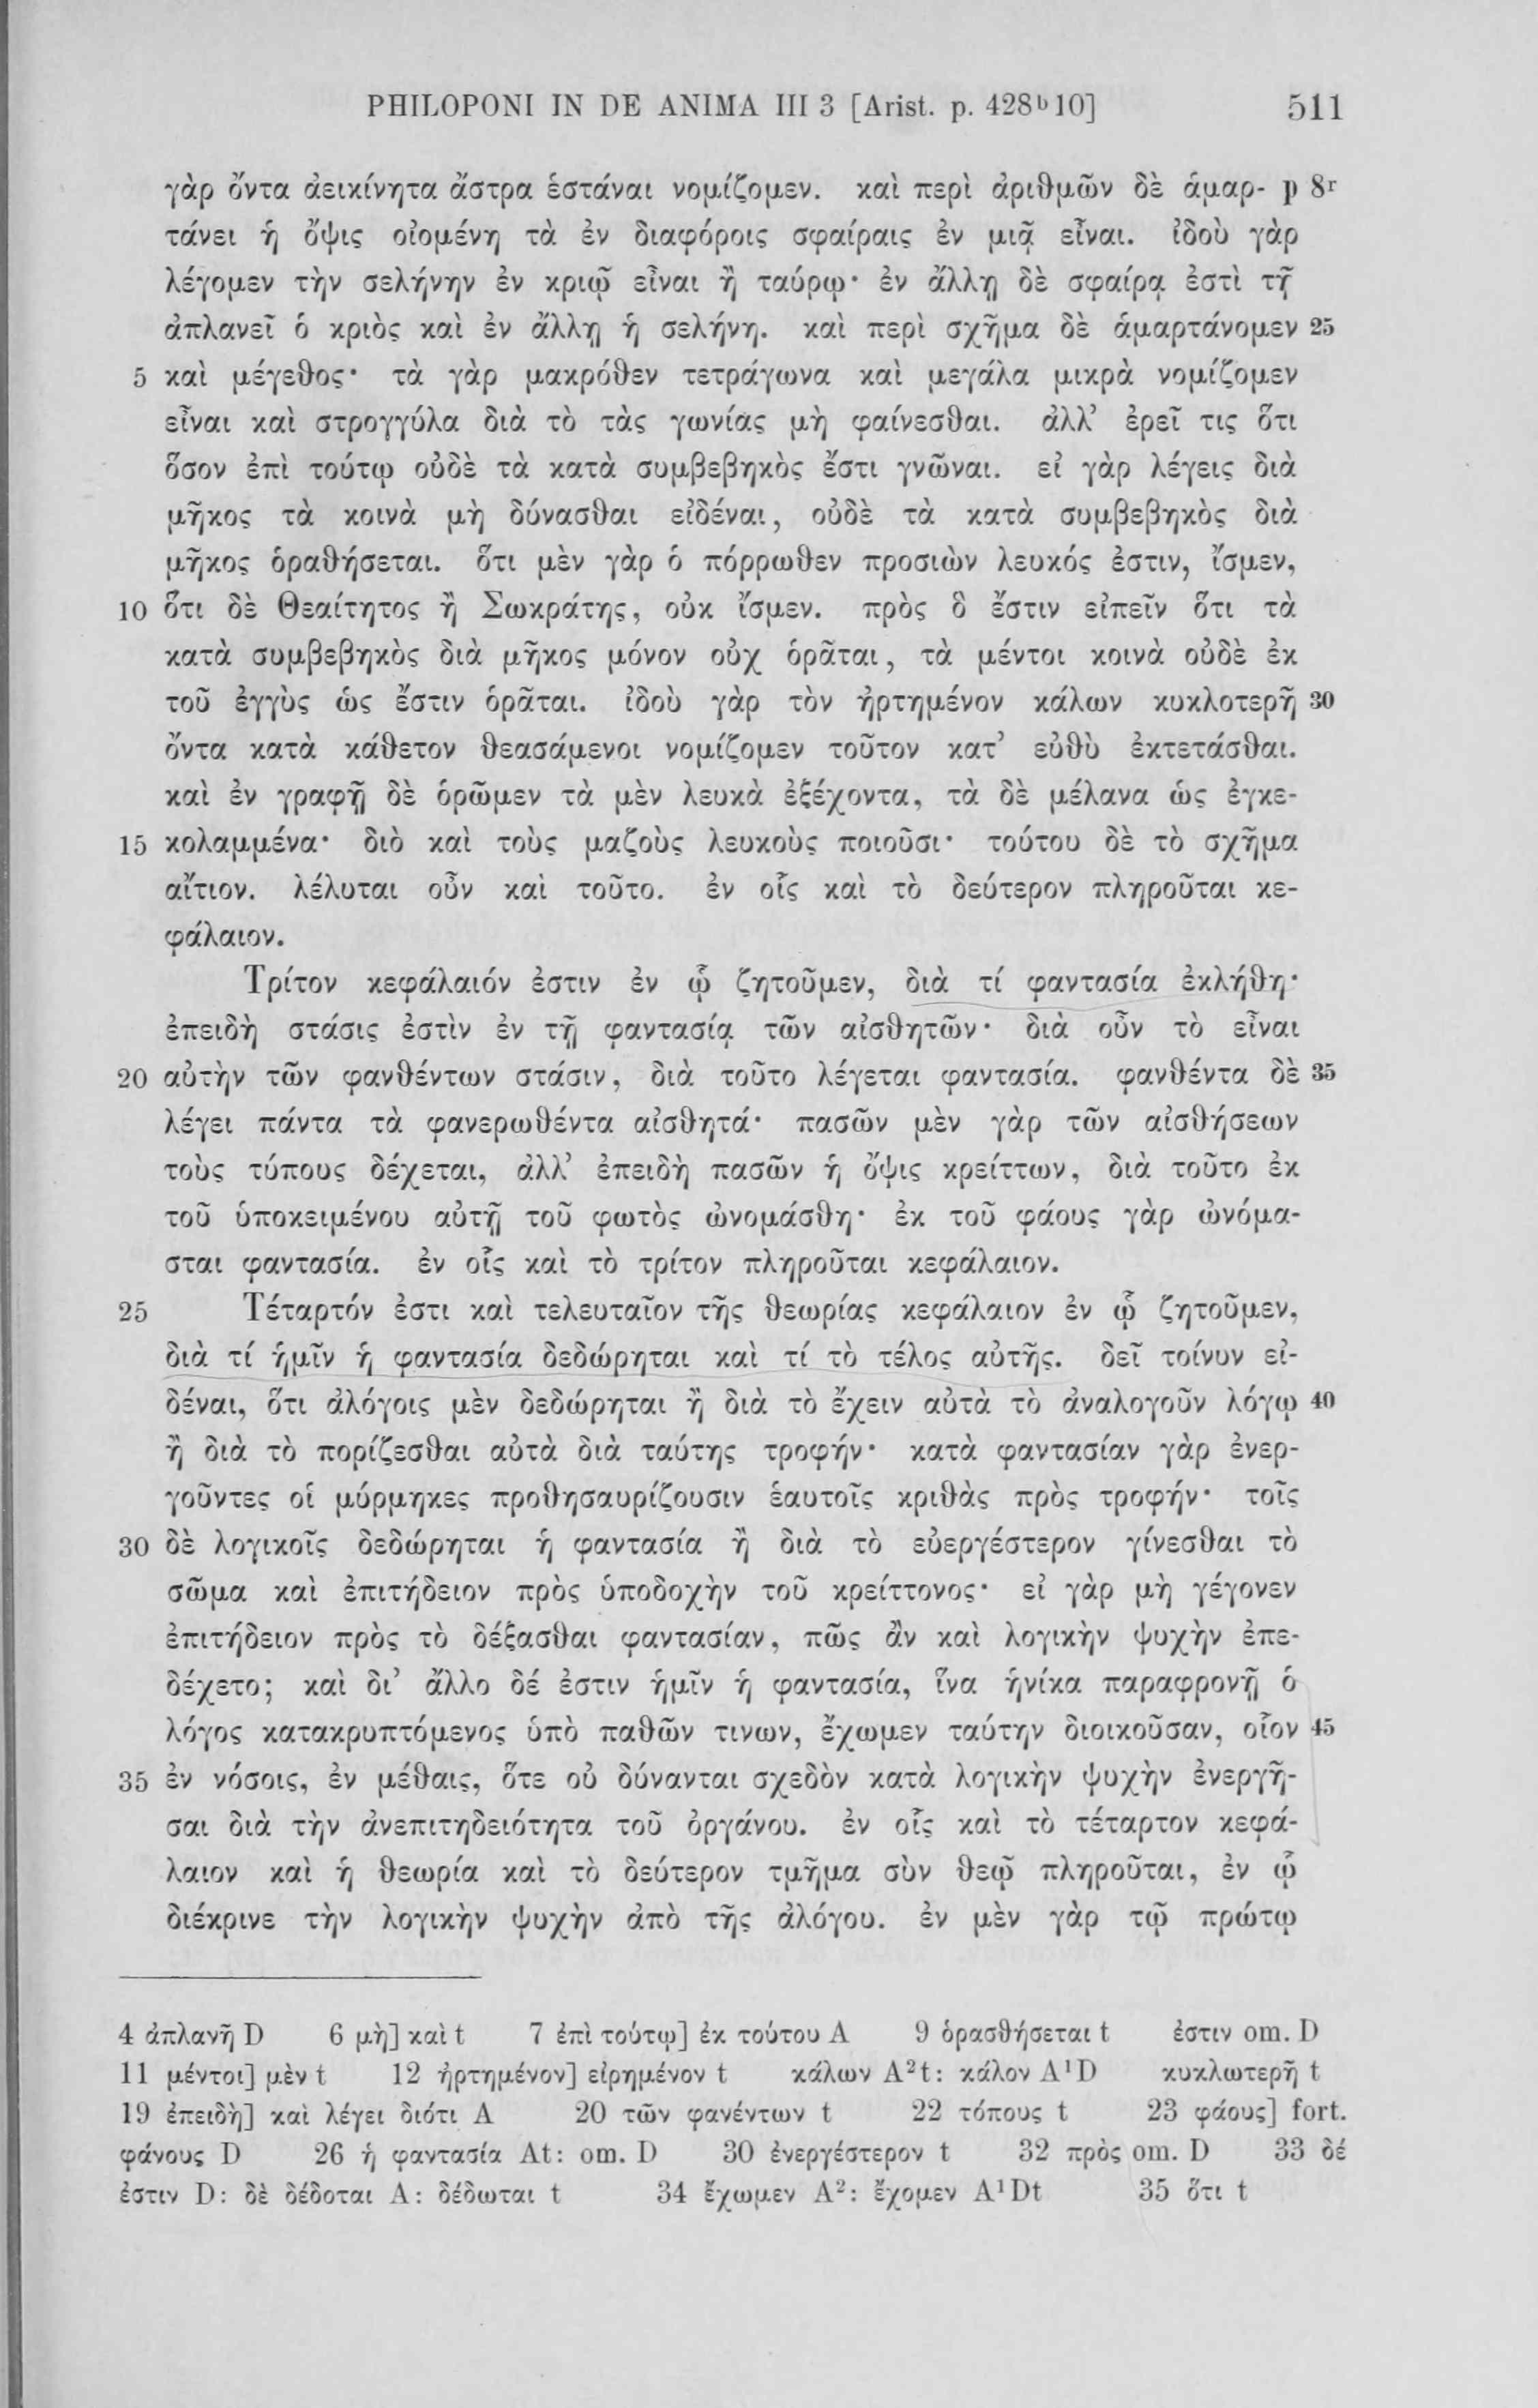 PHILOPONI IN DE ANIMA III 3 [Arist. p. 428ᵇ10] 511
γὰρ ὄντα ἀεικίνητα ἄστρα ἑστάναι νομίζομεν. καὶ περὶ ἀριθμῶν δὲ ἁμαρ- p 8ʳ
τάνει ἡ ὄψις οἰομένη τὰ ἐν διαφόροις σφαίραις ἐν μιᾷ εἶναι. ἰδοὺ γὰρ
λέγομεν τὴν σελήνην ἐν κριῷ εἶναι ἢ ταύρῳ· ἐν ἄλλῃ δὲ σφαίρᾳ ἐστὶ τῇ
ἀπλανεῖ ὁ κριὸς καὶ ἐν ἄλλῃ ἡ σελήνη. καὶ περὶ σχῆμα δὲ ἁμαρτάνομεν 25
5 καὶ μέγεθος· τὰ γὰρ μακρόθεν τετράγωνα καὶ μεγάλα μικρὰ νομίζομεν
εἶναι καὶ στρογγύλα διὰ τὸ τὰς γωνίας μὴ φαίνεσθαι. ἀλλ' ἐρεῖ τις ὅτι
ὅσον ἐπὶ τούτῳ οὐδὲ τὰ κατὰ συμβεβηκὸς ἔστι γνῶναι. εἰ γὰρ λέγεις διὰ
μῆκος τὰ κοινὰ μὴ δύνασθαι εἰδέναι, οὐδὲ τὰ κατὰ συμβεβηκὸς διὰ
μῆκος ὁραθήσεται. ὅτι μὲν γὰρ ὁ πόρρωθεν προσιὼν λευκός ἐστιν, ἴσμεν,
10 ὅτι δὲ Θεαίτητος ἢ Σωκράτης, οὐκ ἴσμεν. πρὸς ὃ ἔστιν εἰπεῖν ὅτι τὰ
κατὰ συμβεβηκὸς διὰ μῆκος μόνον οὐχ ὁρᾶται, τὰ μέντοι κοινὰ οὐδὲ ἐκ
τοῦ ἐγγὺς ὡς ἔστιν ὁρᾶται. ἰδοὺ γὰρ τὸν ἠρτημένον κάλων κυκλοτερῆ 30
ὄντα κατὰ κάθετον θεασάμενοι νομίζομεν τοῦτον κατ' εὐθὺ ἐκτετάσθαι.
καὶ ἐν γραφῇ δὲ ὁρῶμεν τὰ μὲν λευκὰ ἐξέχοντα, τὰ δὲ μέλανα ὡς ἐγκε-
15 κολαμμένα· διὸ καὶ τοὺς μαζοὺς λευκοὺς ποιοῦσι· τούτου δὲ τὸ σχῆμα
αἴτιον. λέλυται οὖν καὶ τοῦτο. ἐν οἷς καὶ τὸ δεύτερον πληροῦται κε-
φάλαιον.
Τρίτον κεφάλαιόν ἐστιν ἐν ᾧ ζητοῦμεν, διὰ τί φαντασία ἐκλήθη·
ἐπειδὴ στάσις ἐστὶν ἐν τῇ φαντασίᾳ τῶν αἰσθητῶν· διὰ οὖν τὸ εἶναι
20 αὐτὴν τῶν φανθέντων στάσιν, διὰ τοῦτο λέγεται φαντασία. φανθέντα δὲ 35
λέγει πάντα τὰ φανερωθέντα αἰσθητά· πασῶν μὲν γὰρ τῶν αἰσθήσεων
τοὺς τύπους δέχεται, ἀλλ' ἐπειδὴ πασῶν ἡ ὄψις κρείττων, διὰ τοῦτο ἐκ
τοῦ ὑποκειμένου αὐτῇ τοῦ φωτὸς ὠνομάσθη· ἐκ τοῦ φάους γὰρ ὠνόμα-
σται φαντασία. ἐν οἷς καὶ τὸ τρίτον πληροῦται κεφάλαιον.
25 Τέταρτόν ἐστι καὶ τελευταῖον τῆς θεωρίας κεφάλαιον ἐν ᾧ ζητοῦμεν,
διὰ τί ἡμῖν ἡ φαντασία δεδώρηται καὶ τί τὸ τέλος αὐτῆς. δεῖ τοίνυν εἰ-
δέναι, ὅτι ἀλόγοις μὲν δεδώρηται ἢ διὰ τὸ ἔχειν αὐτὰ τὸ ἀναλογοῦν λόγῳ 40
ἢ διὰ τὸ πορίζεσθαι αὐτὰ διὰ ταύτης τροφήν· κατὰ φαντασίαν γὰρ ἐνερ-
γοῦντες οἱ μύρμηκες προθησαυρίζουσιν ἑαυτοῖς κριθὰς πρὸς τροφήν· τοῖς
30 δὲ λογικοῖς δεδώρηται ἡ φαντασία ἢ διὰ τὸ εὐεργέστερον γίνεσθαι τὸ
σῶμα καὶ ἐπιτήδειον πρὸς ὑποδοχὴν τοῦ κρείττονος· εἰ γὰρ μὴ γέγονεν
ἐπιτήδειον πρὸς τὸ δέξασθαι φαντασίαν, πῶς ἂν καὶ λογικὴν ψυχὴν ἐπε-
δέχετο; καὶ δι' ἄλλο δέ ἐστιν ἡμῖν ἡ φαντασία, ἵνα ἡνίκα παραφρονῇ ὁ
λόγος κατακρυπτόμενος ὑπὸ παθῶν τινων, ἔχωμεν ταύτην διοικοῦσαν, οἷον 45
35 ἐν νόσοις, ἐν μέθαις, ὅτε οὐ δύνανται σχεδὸν κατὰ λογικὴν ψυχὴν ἐνεργῆ-
σαι διὰ τὴν ἀνεπιτηδειότητα τοῦ ὀργάνου. ἐν οἷς καὶ τὸ τέταρτον κεφά-
λαιον καὶ ἡ θεωρία καὶ τὸ δεύτερον τμῆμα σὺν θεῷ πληροῦται, ἐν ᾧ
διέκρινε τὴν λογικὴν ψυχὴν ἀπὸ τῆς ἀλόγου. ἐν μὲν γὰρ τῷ πρώτῳ
4 ἀπλανῆ D 6 μὴ] καὶ t 7 ἐπὶ τούτῳ] ἐκ τούτου A 9 ὁρασθήσεται t ἐστιν om. D
11 μέντοι] μὲν t 12 ἠρτημένον] εἰρημένον t κάλων A²t: κάλον A¹D κυκλωτερῆ t
19 ἐπειδὴ] καὶ λέγει διότι A 20 τῶν φανέντων t 22 τόπους t 23 φάους] fort.
φάνους D 26 ἡ φαντασία At: om. D 30 ἐνεργέστερον t 32 πρὸς om. D 33 δέ
ἐστιν D: δὲ δέδοται A: δέδωται t 34 ἔχωμεν A²: ἔχομεν A¹Dt 35 ὅτι t